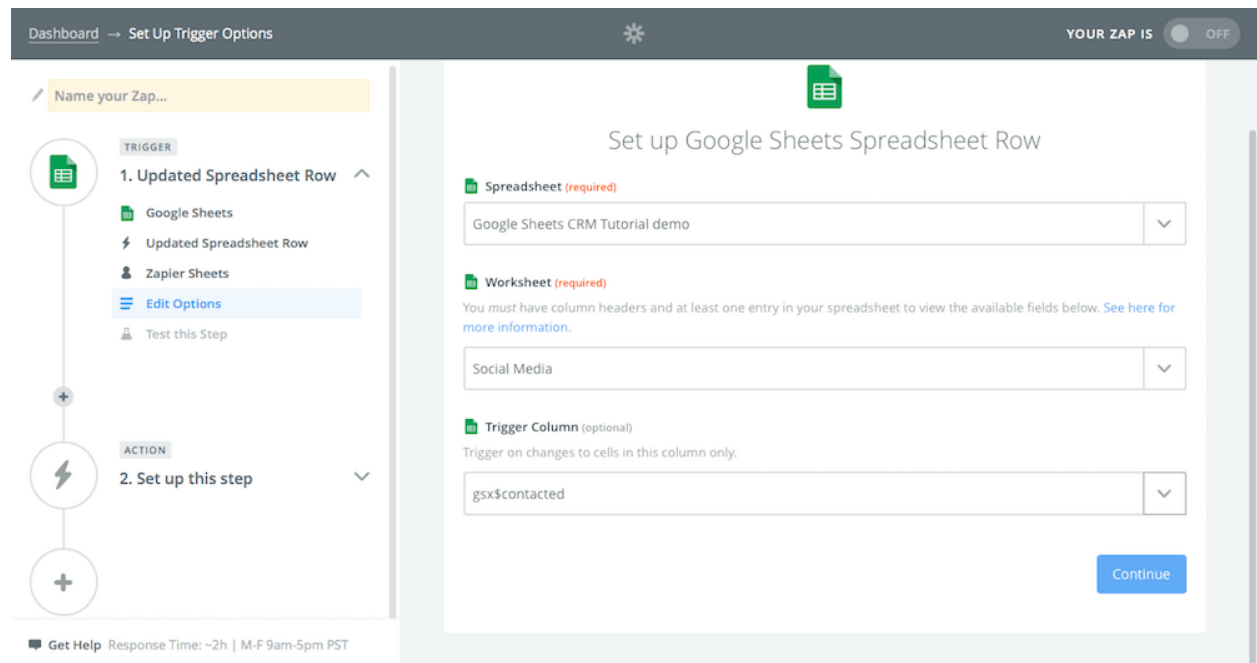 Dashboard → Set Up Trigger Options
YOUR ZAP IS OFF
Name your Zap...
TRIGGER
1. Updated Spreadsheet Row
Google Sheets
Updated Spreadsheet Row
Zapier Sheets
Edit Options
Test this Step
ACTION
2. Set up this step
Get Help Response Time: ~2h | M-F 9am-5pm PST
Set up Google Sheets Spreadsheet Row
Spreadsheet (required)
Google Sheets CRM Tutorial demo
Worksheet (required)
You must have column headers and at least one entry in your spreadsheet to view the available fields below. See here for
more information.
Social Media
Trigger Column (optional)
Trigger on changes to cells in this column only.
gsx$contacted
Continue